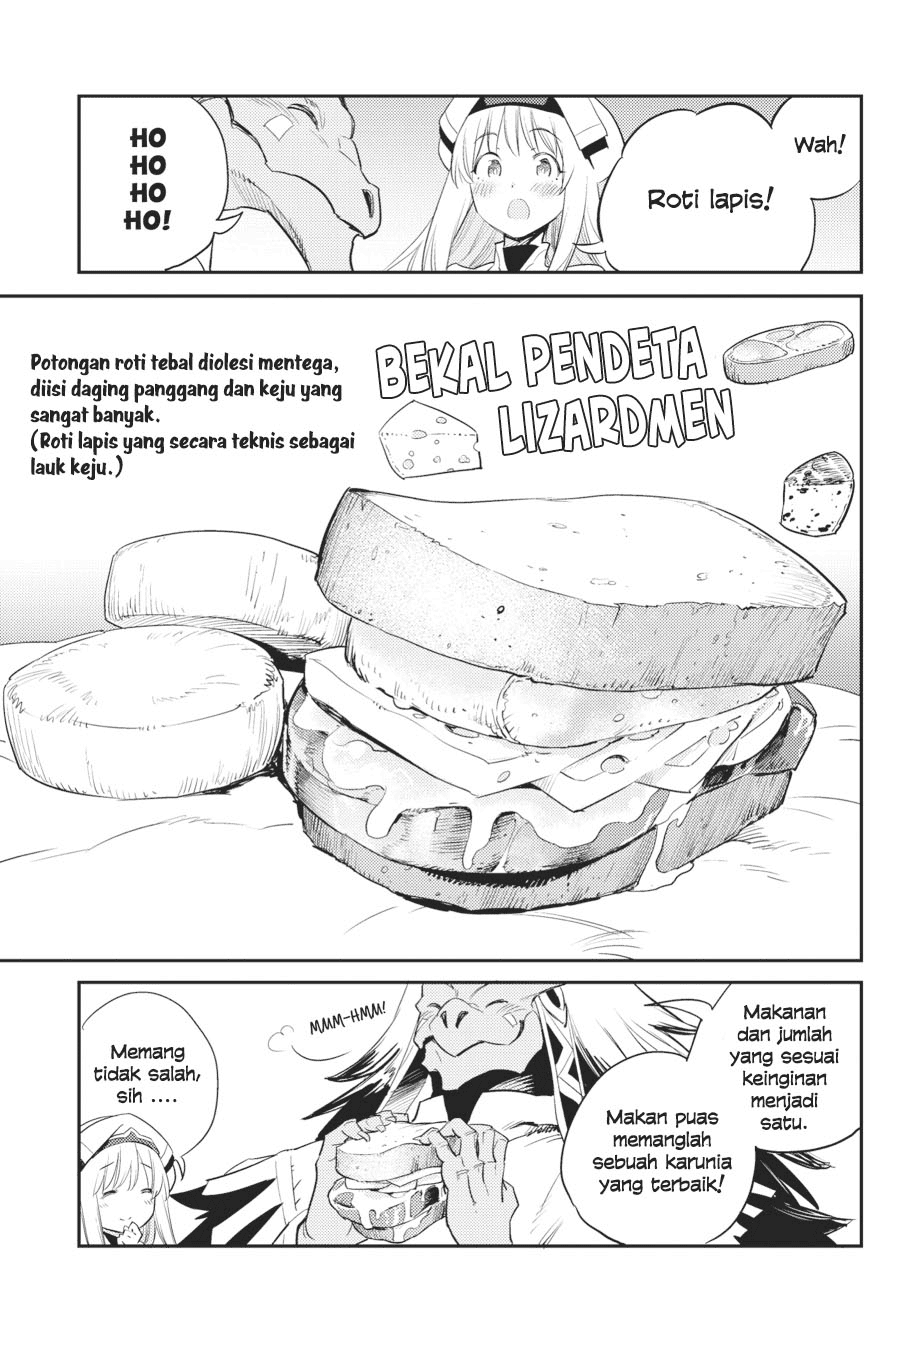 Wah!
Roti lapis!
HO
HO
HO
HO!
BEKAL PENDETA
LIZARDMEN
Potongan roti tebal diolesi mentega,
diisi daging panggang dan keju yang
sangat banyak.
(Roti lapis yang secara teknis sebagai
lauk keju.)
Makanan
dan jumlah
yang sesuai
keinginan
menjadi
satu.
Makan puas
memanglah
sebuah karunia
yang terbaik!
MMM-HMM!
Memang
tidak salah,
sih ....